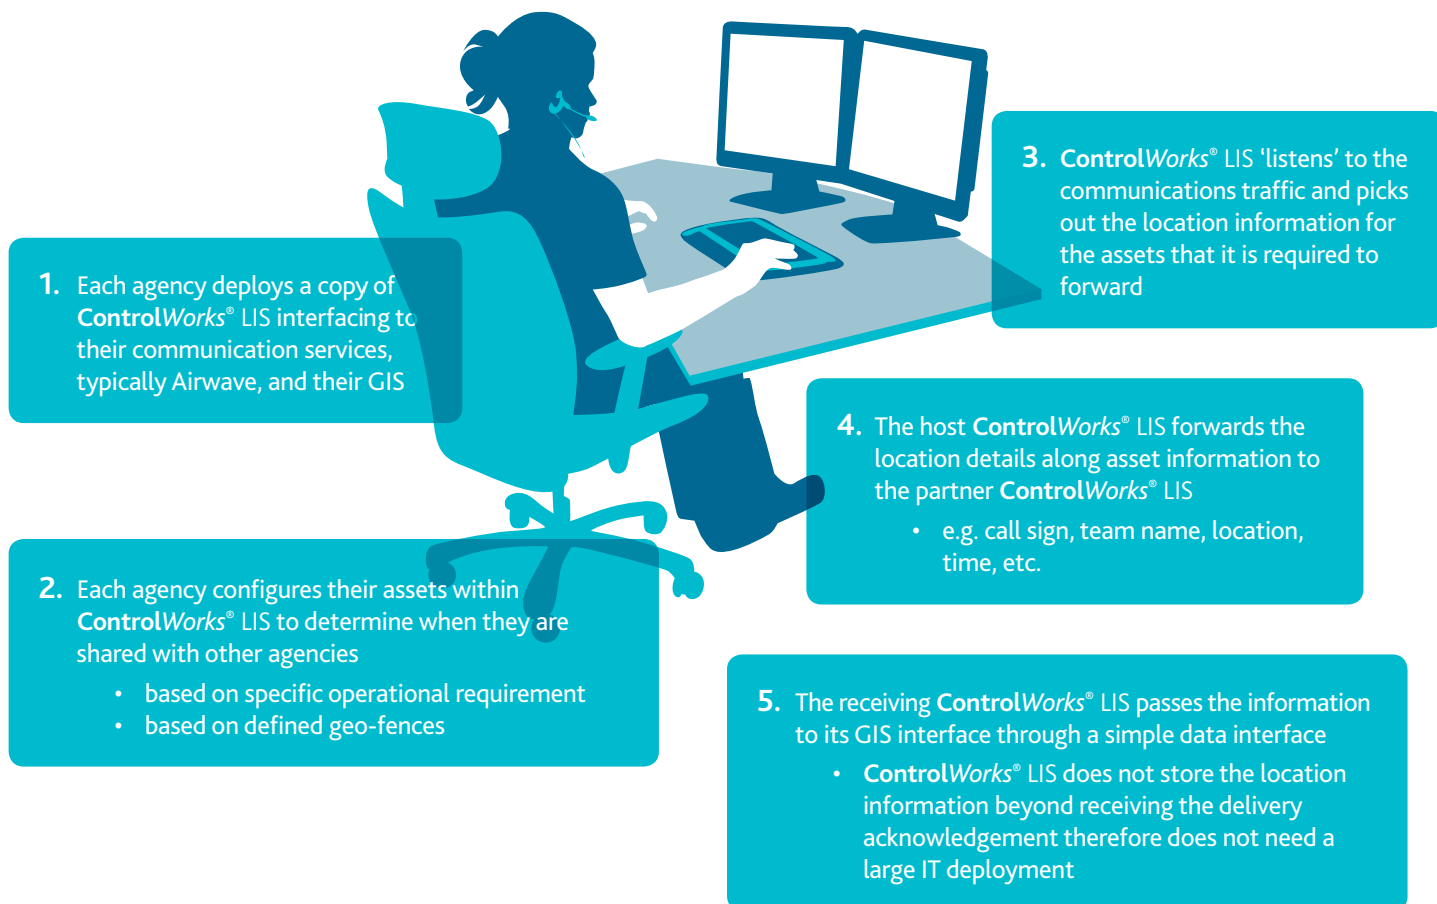 1. Each agency deploys a copy of
ControlWorks® LIS interfacing to
their communication services,
typically Airwave, and their GIS
2. Each agency configures their assets within
ControlWorks® LIS to determine when they are
shared with other agencies
• based on specific operational requirement
• based on defined geo-fences
3. ControlWorks® LIS ‘listens’ to the
communications traffic and picks
out the location information for
the assets that it is required to
forward
4. The host ControlWorks® LIS forwards the
location details along asset information to
the partner ControlWorks® LIS
• e.g. call sign, team name, location,
time, etc.
5. The receiving ControlWorks® LIS passes the information
to its GIS interface through a simple data interface
• ControlWorks® LIS does not store the location
information beyond receiving the delivery
acknowledgement therefore does not need a
large IT deployment